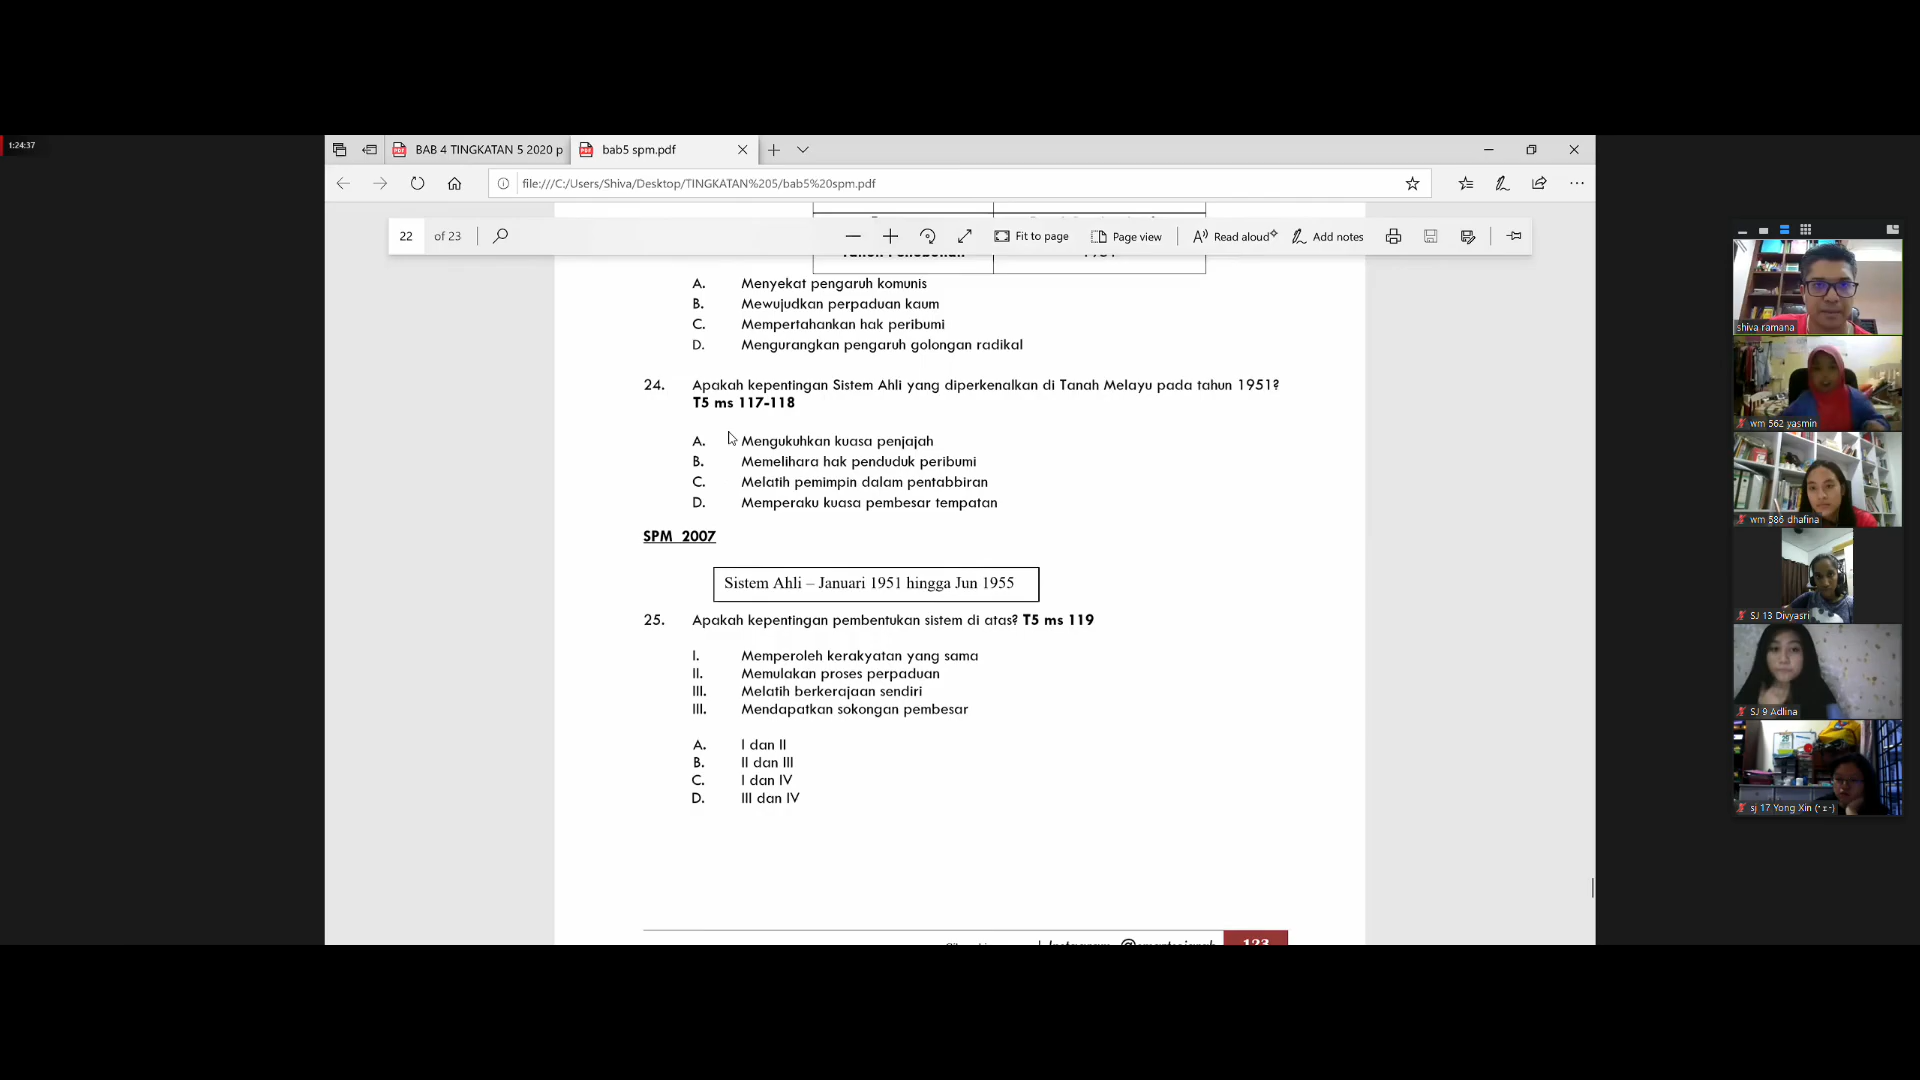 1:24:37
BAB 4 TINGKATAN 5 2020 p
bab5 spm.pdf
file:///C:/Users/Shiva/Desktop/TINGKATAN%205/bab5%20spm.pdf
22 of 23
Fit to page
Page view
Read aloud
Add notes
A. Menyekat pengaruh komunis
B. Mewujudkan perpaduan kaum
C. Mempertahankan hak peribumi
D. Mengurangkan pengaruh golongan radikal
24. Apakah kepentingan Sistem Ahli yang diperkenalkan di Tanah Melayu pada tahun 1951?
T5 ms 117-118
A. Mengukuhkan kuasa penjajah
B. Memelihara hak penduduk peribumi
C. Melatih pemimpin dalam pentabbiran
D. Memperaku kuasa pembesar tempatan
SPM 2007
Sistem Ahli – Januari 1951 hingga Jun 1955
25. Apakah kepentingan pembentukan sistem di atas? T5 ms 119
I. Memperoleh kerakyatan yang sama
II. Memulakan proses perpaduan
III. Melatih berkerajaan sendiri
III. Mendapatkan sokongan pembesar
A. I dan II
B. II dan III
C. I dan IV
D. III dan IV
123
shiva ramana
wm 562 yasmin
wm 586 dhafina
SJ 13 Divyasri
SJ 9 Adlina
sj 17 Yong Xin